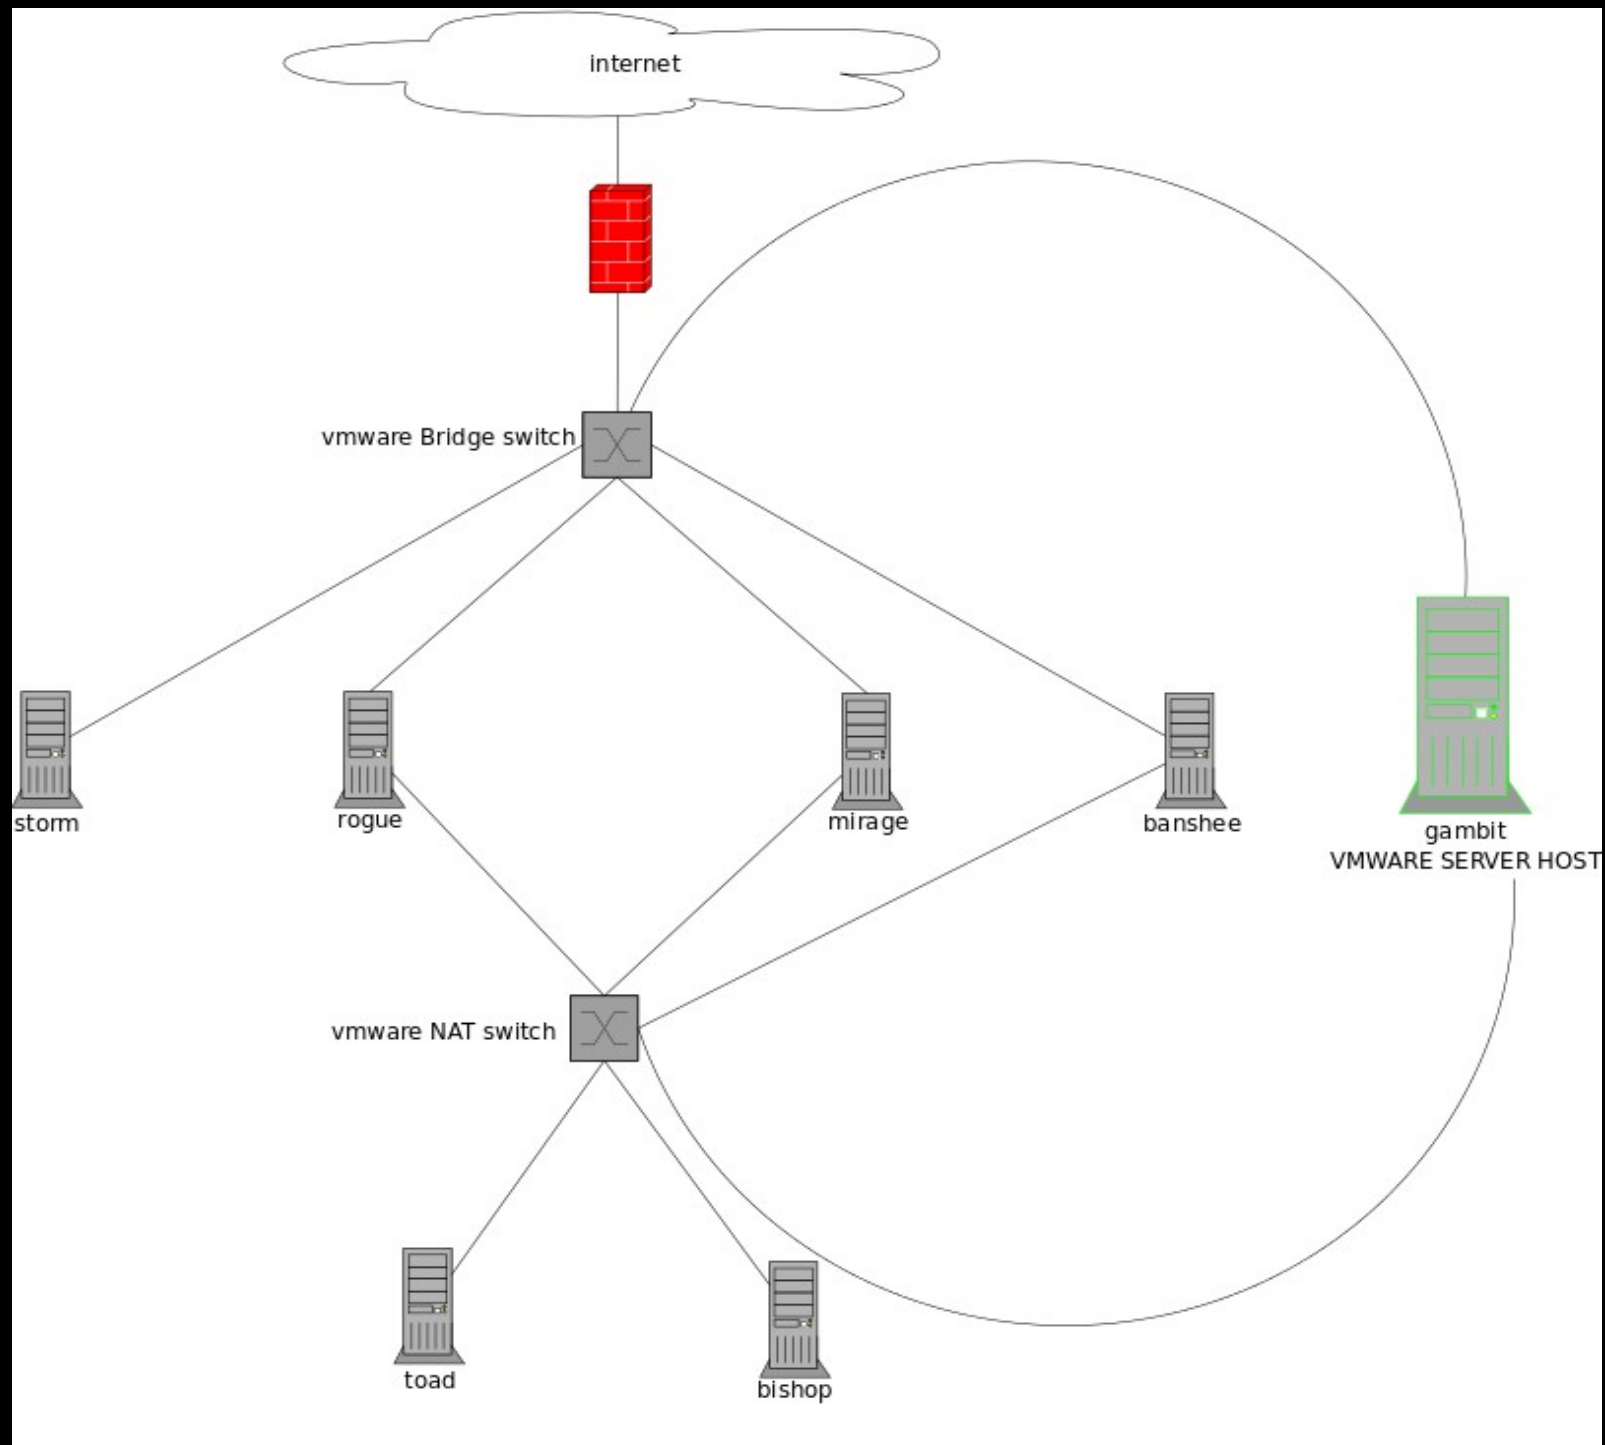 internet
vmware Bridge switch
storm
rogue
mirage
banshee
gambit
VMWARE SERVER HOST
vmware NAT switch
toad
bishop